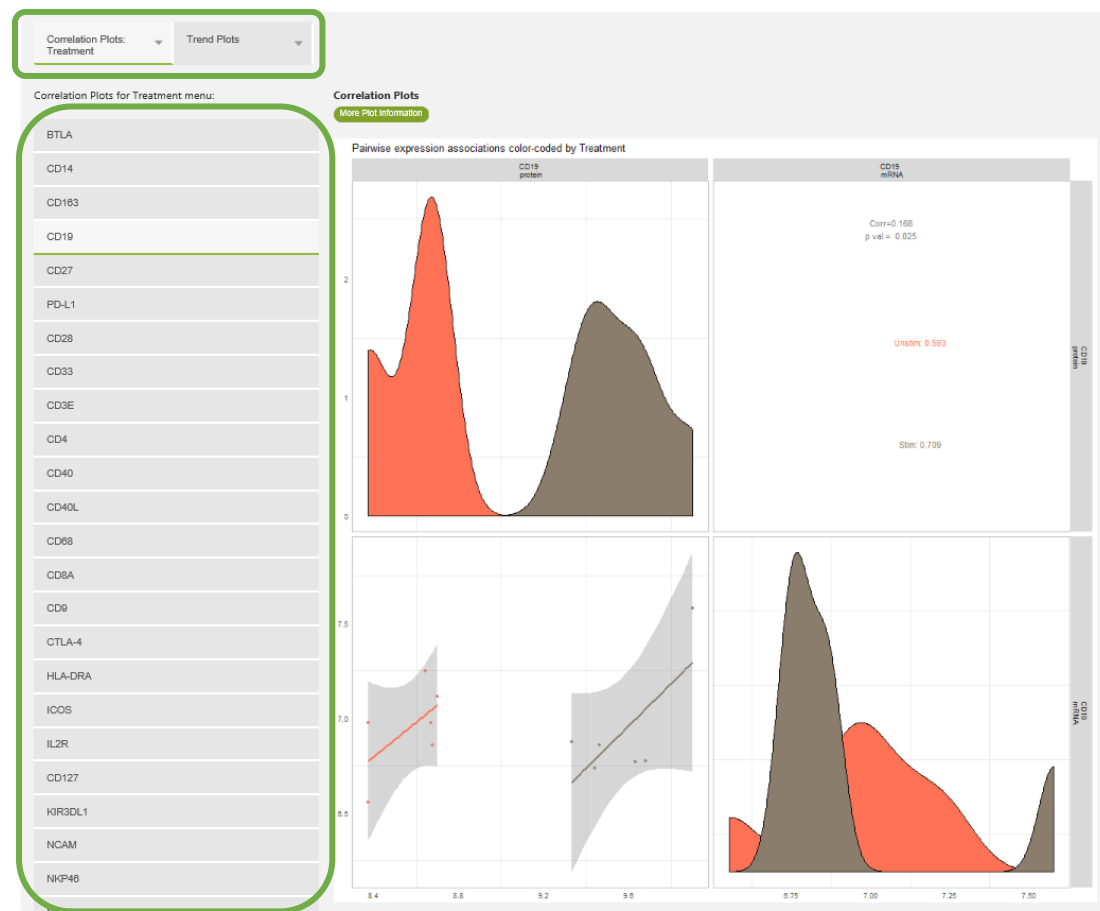 Correlation Plots:
Treatment
Trend Plots
Correlation Plots for Treatment menu:
BTLA
CD14
CD163
CD19
CD27
PD-L1
CD28
CD33
CD3E
CD4
CD40
CD40L
CD68
CD8A
CD9
CTLA-4
HLA-DRA
ICOS
IL2R
CD127
KIR3DL1
NCAM
NKP46
Correlation Plots
More Plot Information
Pairwise expression associations color-coded by Treatment
CD19
protein
CD19
mRNA
2
1
0
Corr=0.166
p val = 0.025
Unstim: 0.593
Stim: 0.709
CD19
protein
7.5
7.0
6.5
CD19
mRNA
8.4 8.8 9.2 9.6
6.75 7.00 7.25 7.50